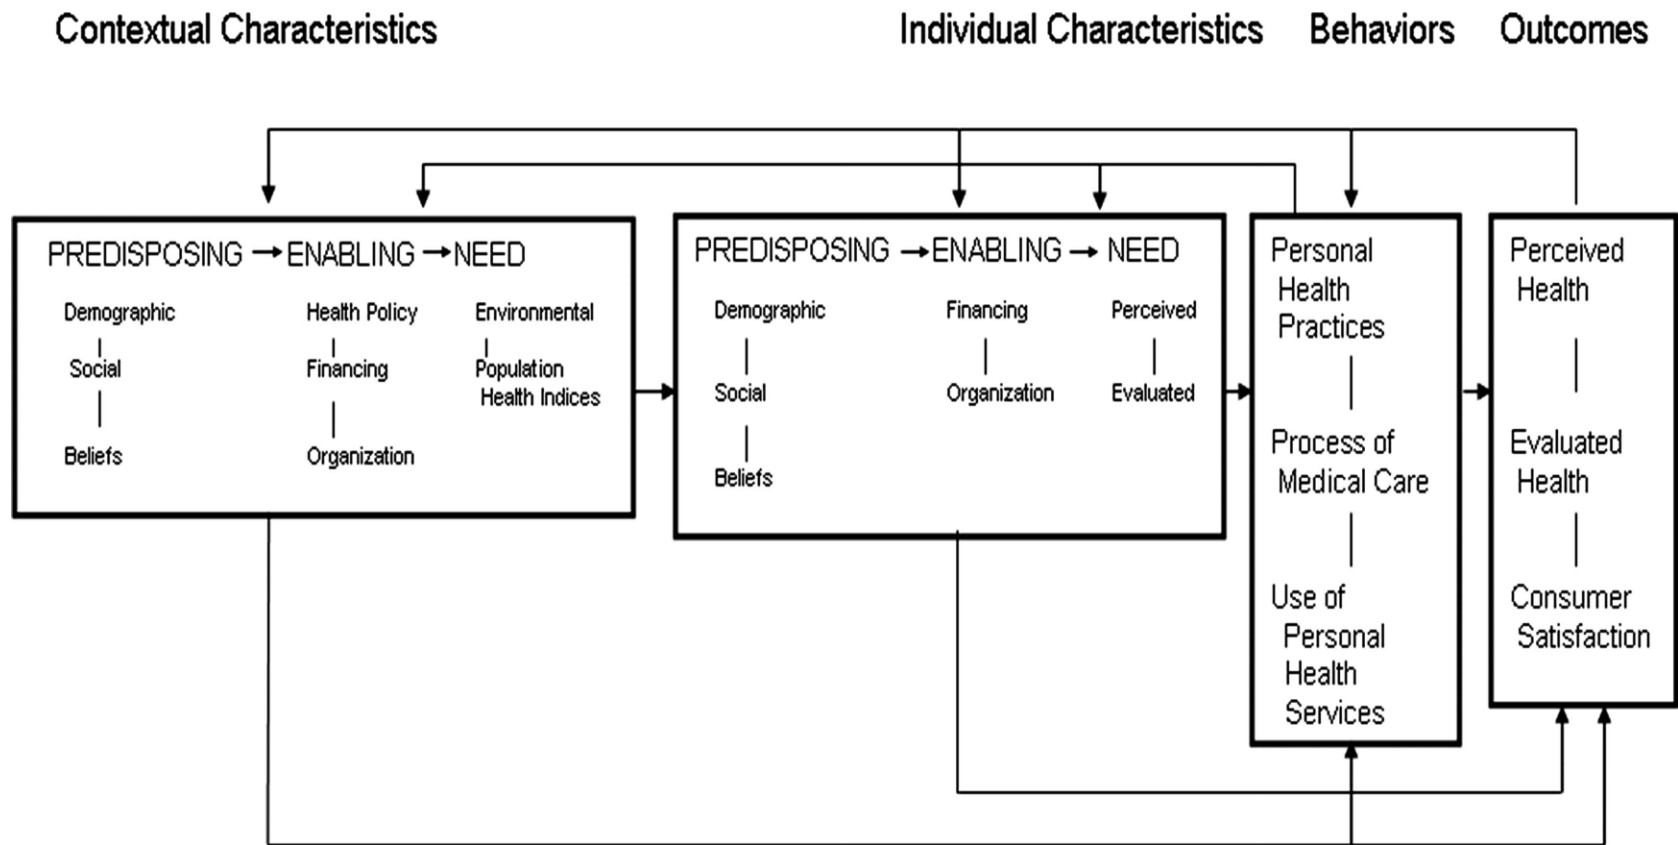 Contextual Characteristics
Individual Characteristics
Behaviors
Outcomes
PREDISPOSING
ENABLING
NEED
Demographic
Social
Beliefs
Health Policy
Financing
Organization
Environmental
Population
Health Indices
PREDISPOSING
ENABLING
NEED
Demographic
Social
Beliefs
Financing
Organization
Perceived
Evaluated
Personal
Health
Practices
Process of
Medical Care
Use of
Personal
Health
Services
Perceived
Health
Evaluated
Health
Consumer
Satisfaction